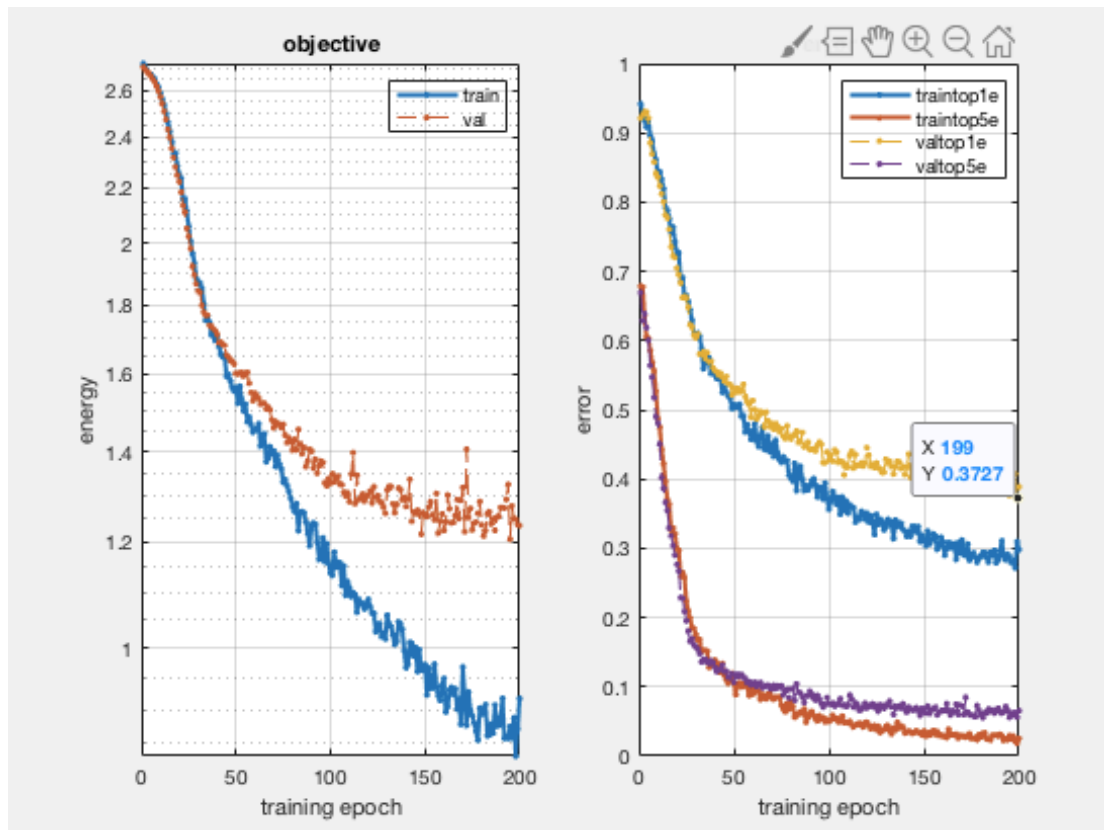 objective
2.6
2.4
2.2
2
1.8
1.6
1.4
1.2
1
energy
train
val
0
50
100
150
200
training epoch
1
0.9
0.8
0.7
0.6
0.5
0.4
0.3
0.2
0.1
0
error
traintop1e
traintop5e
valtop1e
valtop5e
X 199
Y 0.3727
0
50
100
150
200
training epoch